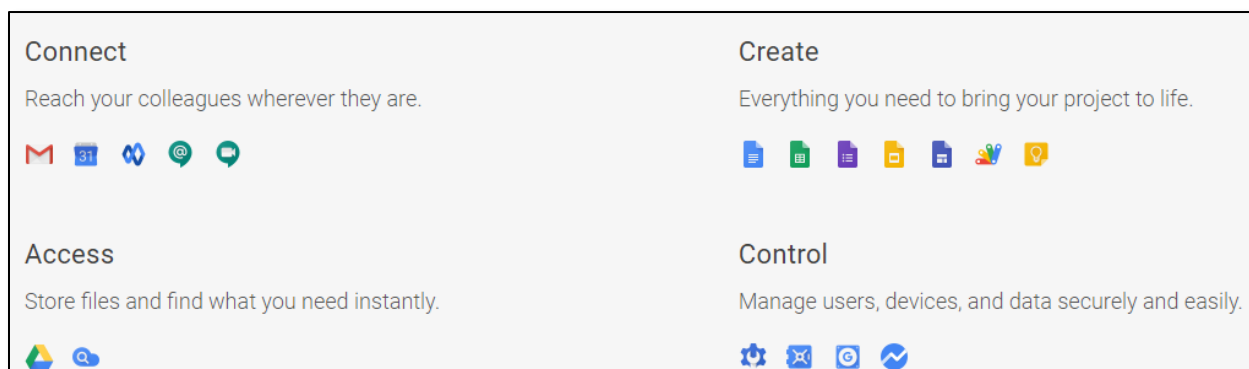 Connect
Reach your colleagues wherever they are.
31
Create
Everything you need to bring your project to life.
Access
Store files and find what you need instantly.
Control
Manage users, devices, and data securely and easily.
G